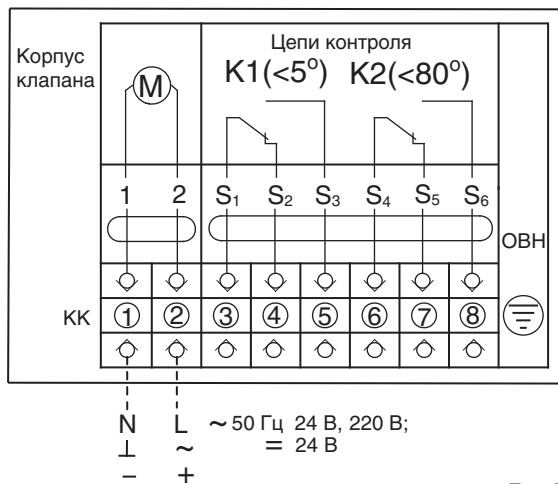 Корпус клапана
Цепи контроля
K1(<5°) K2(<80°)
M
1 2 S1 S2 S3 S4 S5 S6
ОВН
КК 1 2 3 4 5 6 7 8
N L ~ 50 Гц 24 В, 220 В;
⊥ ~ = 24 В
− +